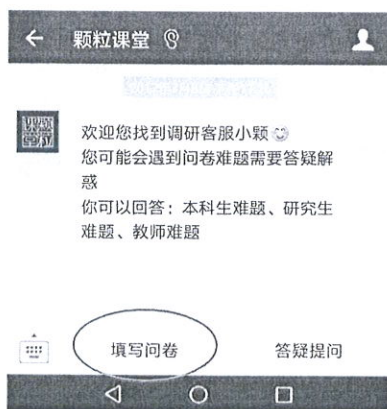 颗粒课堂
欢迎您找到调研客服小颗
您可能会遇到问卷难题需要答疑解
惑
你可以回答：本科生难题、研究生
难题、教师难题
填写问卷
答疑提问